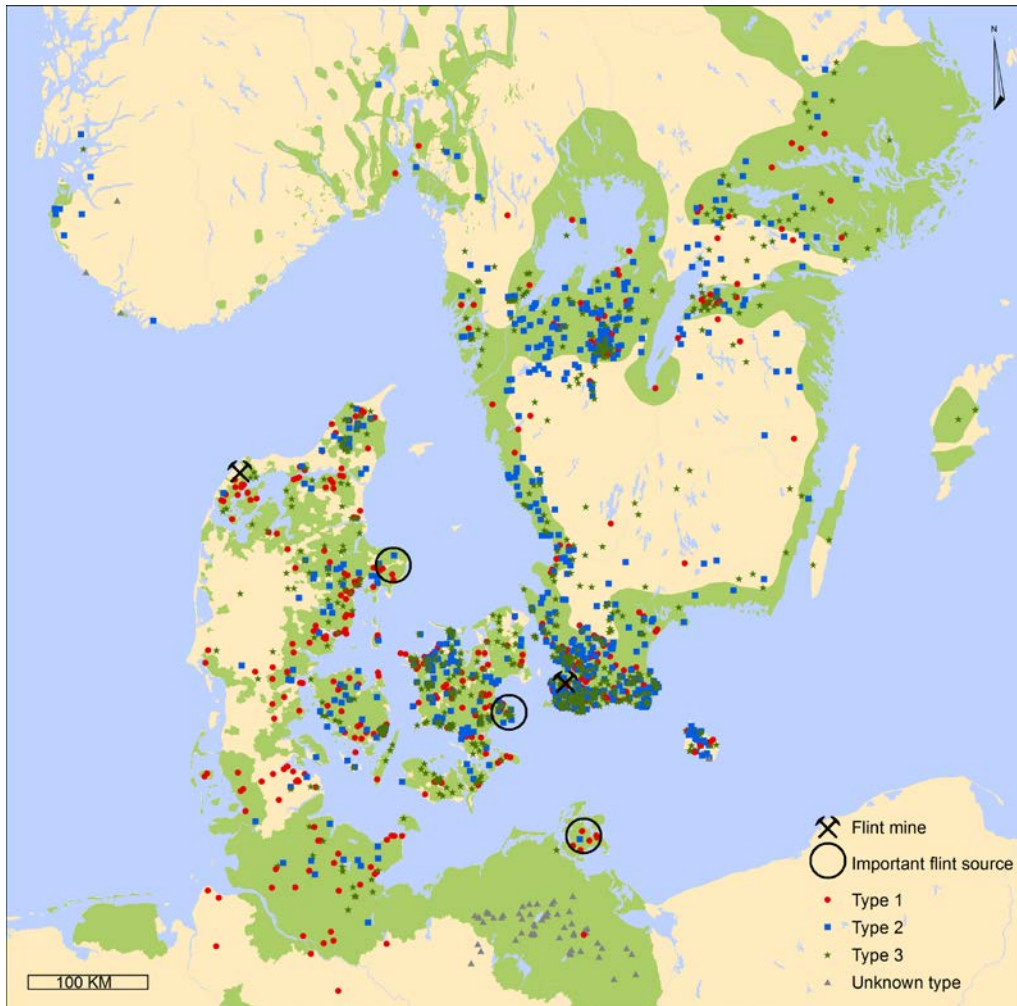 N
Flint mine
Important flint source
Type 1
Type 2
Type 3
Unknown type
100 KM